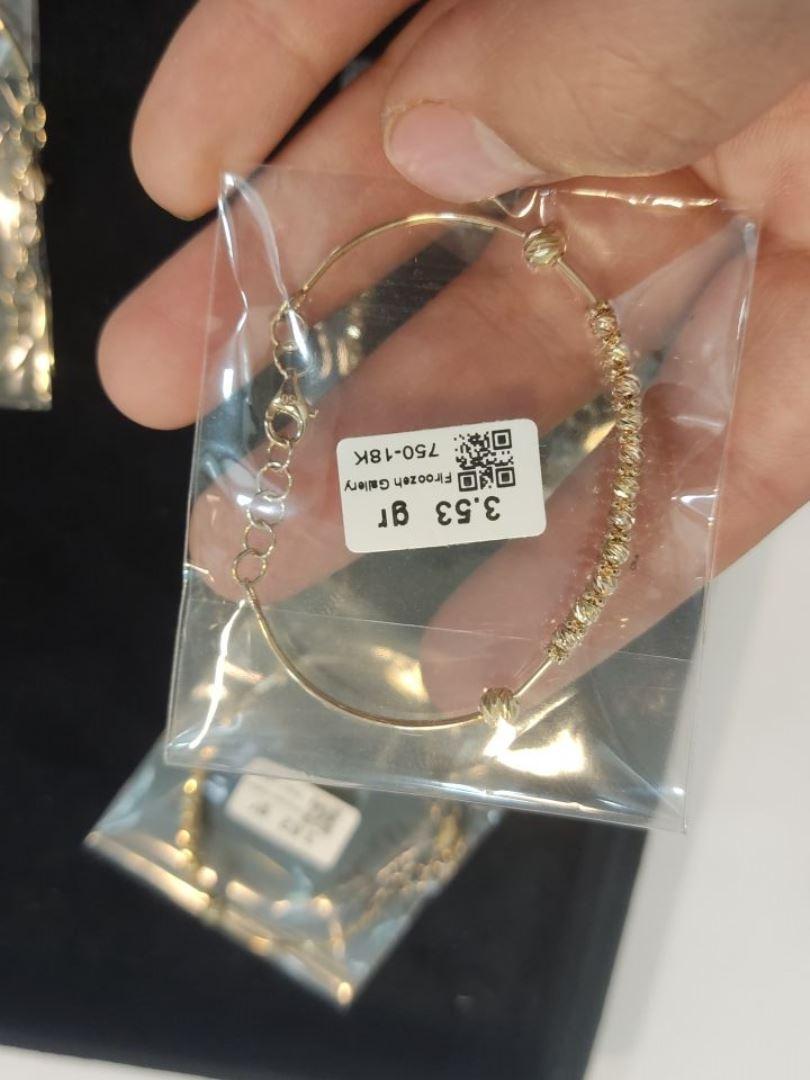 3.53 gr
Firoozeh Gallery
750-18K